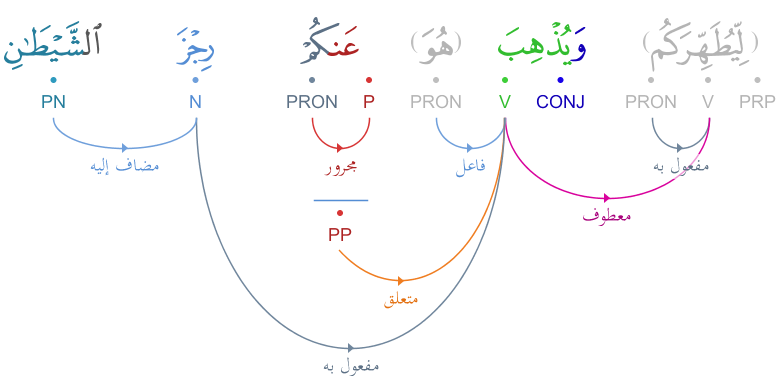 (لِّيُطَهِّرَكُم) وَيُذْهِبَ (هُوَ) عَنكُمْ رِجْزَ ٱلشَّيْطَـٰنِ
PRP V PRON CONJ V PRON P PRON N PN
مفعول به فاعل مجرور مضاف إليه
معطوف
PP
متعلق
مفعول به